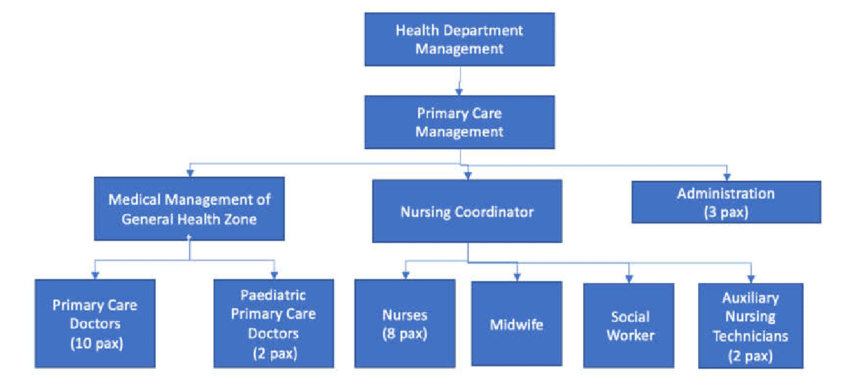 Health Department
Management
Primary Care
Management
Medical Management of
General Health Zone
Nursing Coordinator
Administration
(3 pax)
Primary Care
Doctors
(10 pax)
Paediatric
Primary Care
Doctors
(2 pax)
Nurses
(8 pax)
Midwife
Social
Worker
Auxiliary
Nursing
Technicians
(2 pax)